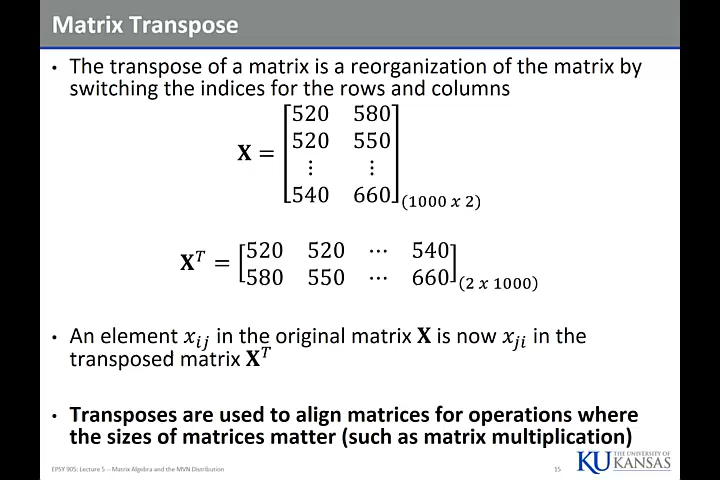 Matrix Transpose
• The transpose of a matrix is a reorganization of the matrix by
switching the indices for the rows and columns
520 580
520 550
X =
⋮ ⋮
540 660 (1000 x 2)
520 520 ⋯ 540
X^T =
580 550 ⋯ 660 (2 x 1000)
• An element x_ij in the original matrix X is now x_ji in the
transposed matrix X^T
• Transposes are used to align matrices for operations where
the sizes of matrices matter (such as matrix multiplication)
EPSY 905: Lecture 5 -- Matrix Algebra and the MVN Distribution
15
KU THE UNIVERSITY OF
KANSAS